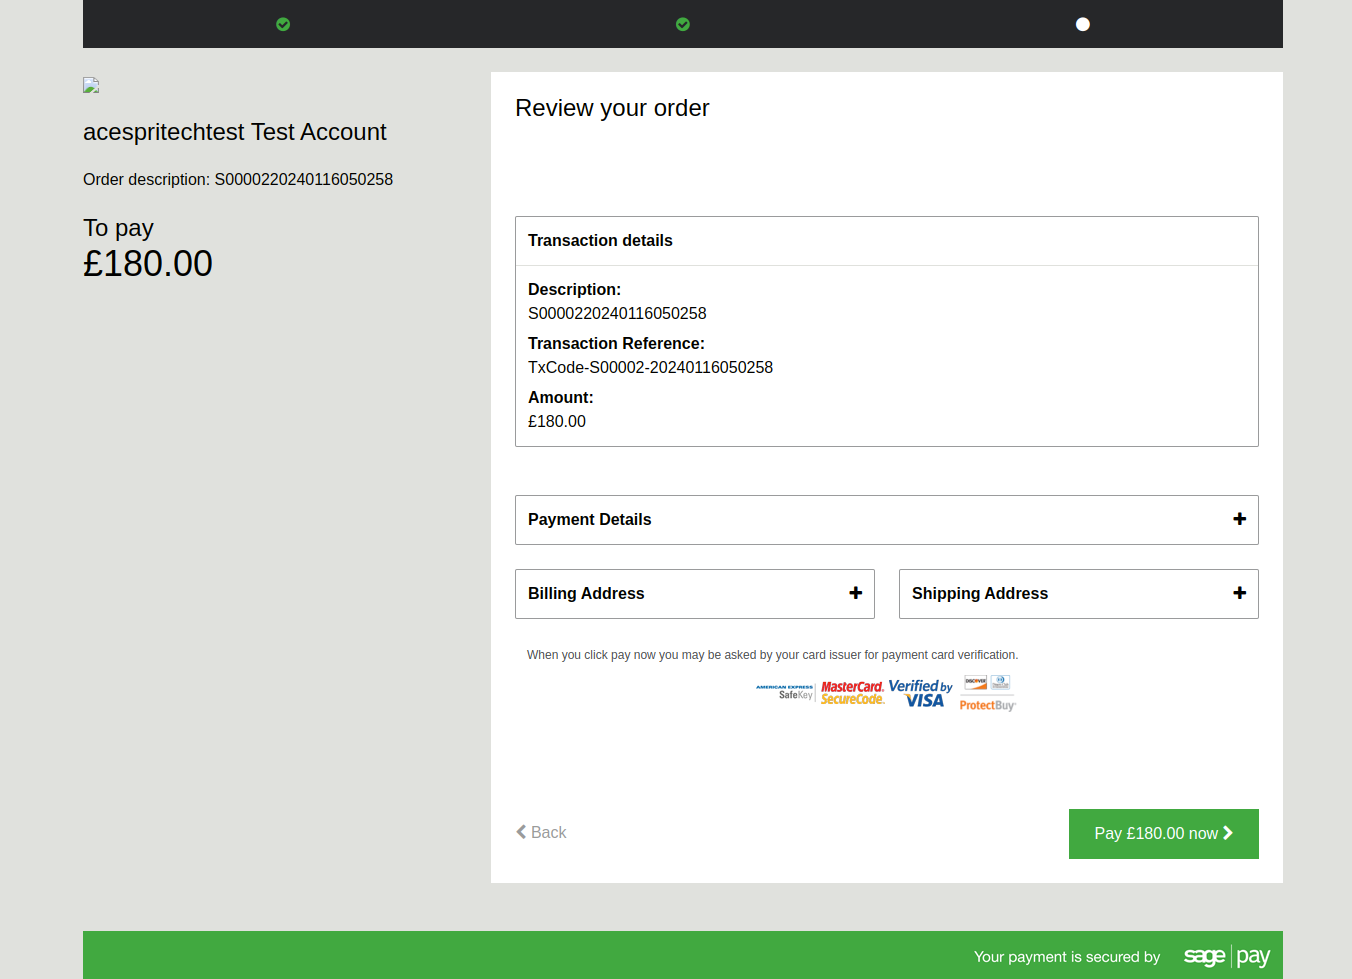 acespritechtest Test Account
Order description: S0000220240116050258
To pay
£180.00
Review your order
Transaction details
Description:
S0000220240116050258
Transaction Reference:
TxCode-S00002-20240116050258
Amount:
£180.00
Payment Details
Billing Address
Shipping Address
When you click pay now you may be asked by your card issuer for payment card verification.
AMERICAN EXPRESS
SafeKey
MasterCard.
SecureCode.
Verified by
VISA
DISCOVER
ProtectBuy
Back
Pay £180.00 now
Your payment is secured by
sage pay